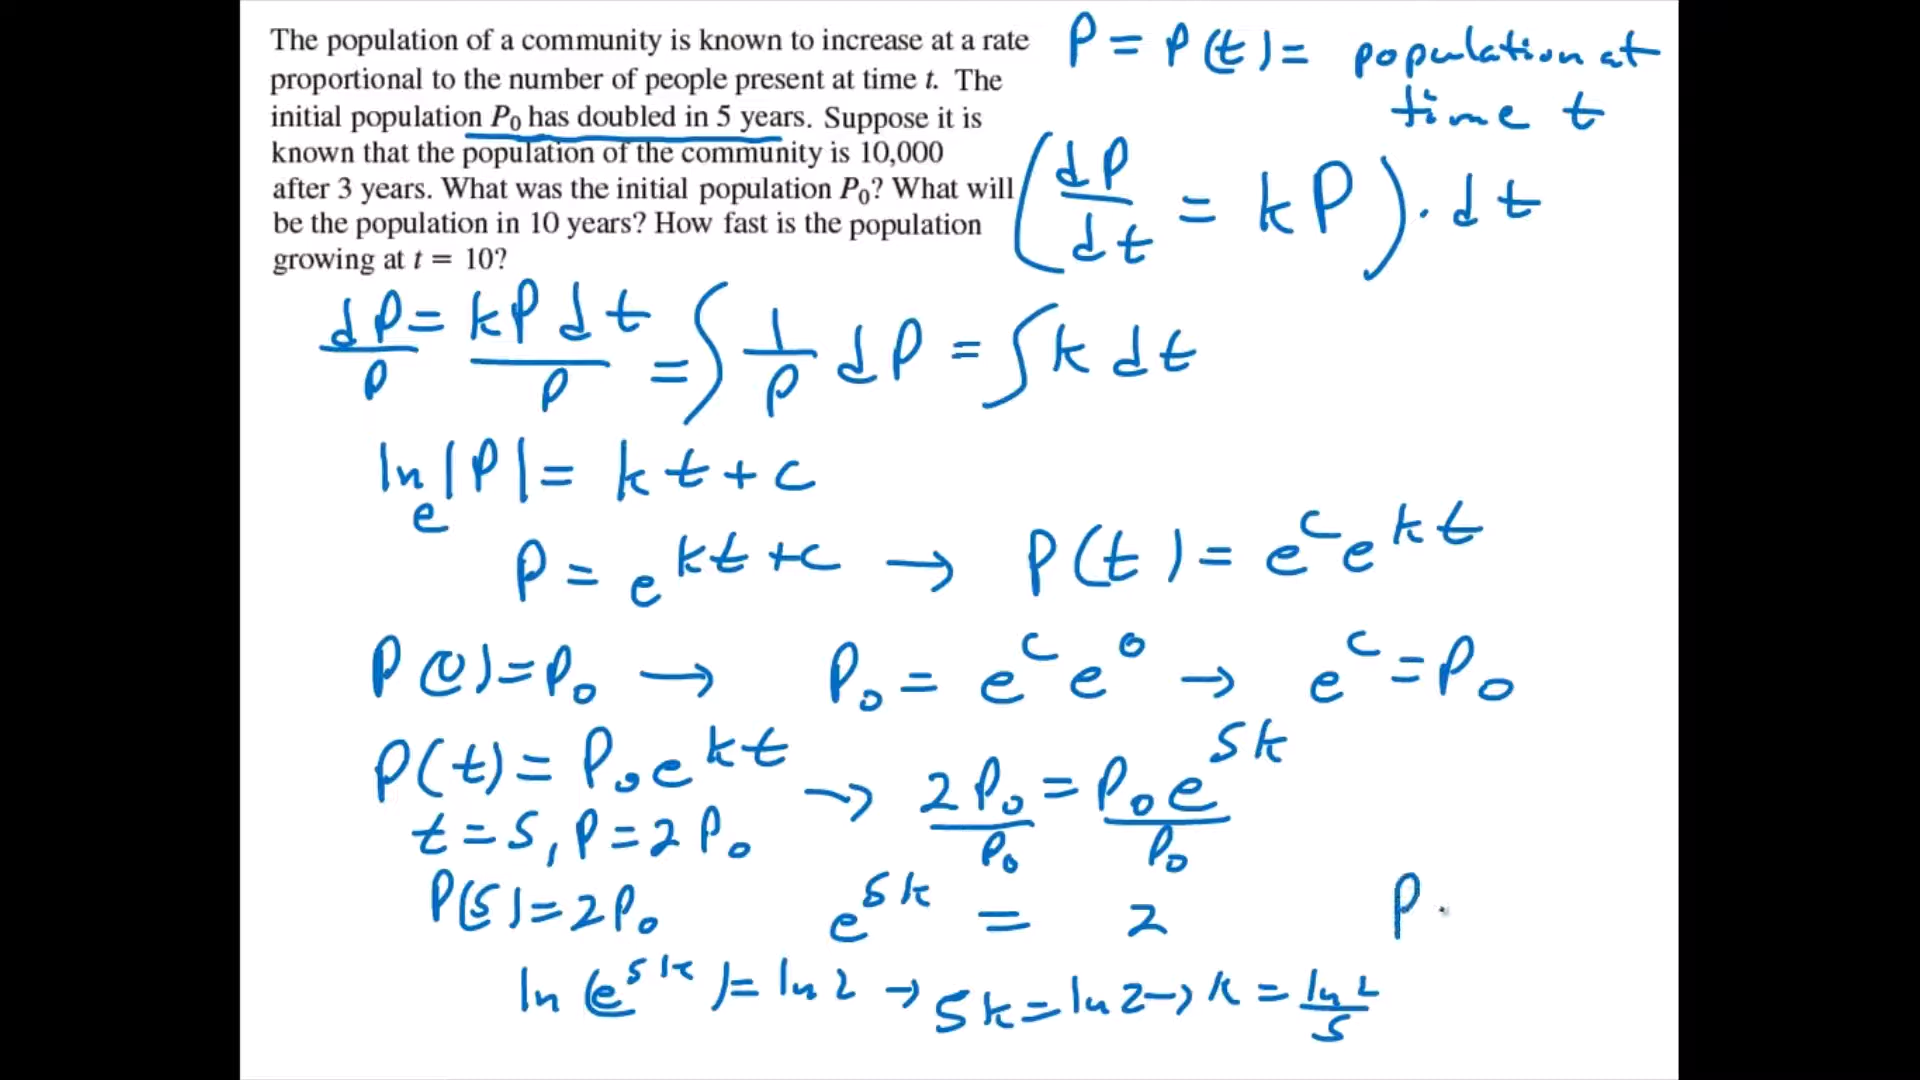 The population of a community is known to increase at a rate
proportional to the number of people present at time t. The
initial population P₀ has doubled in 5 years. Suppose it is
known that the population of the community is 10,000
after 3 years. What was the initial population P₀? What will
be the population in 10 years? How fast is the population
growing at t = 10?
P = P(t) = population at
time t
(dP/dt = kP) · dt
dP/P = kP dt/P = ∫ 1/P dP = ∫ k dt
lnₑ|P| = kt + c
P = e^(kt+c) → P(t) = e^c e^(kt)
P(0) = P₀ → P₀ = e^c e^0 → e^c = P₀
P(t) = P₀e^(kt) → 2P₀/P₀ = P₀e^(5k)/P₀
t = 5, P = 2P₀
P(5) = 2P₀ e^(5k) = 2 P
ln(e^(5k)) = ln 2 → 5k = ln 2 → k = ln 2/5